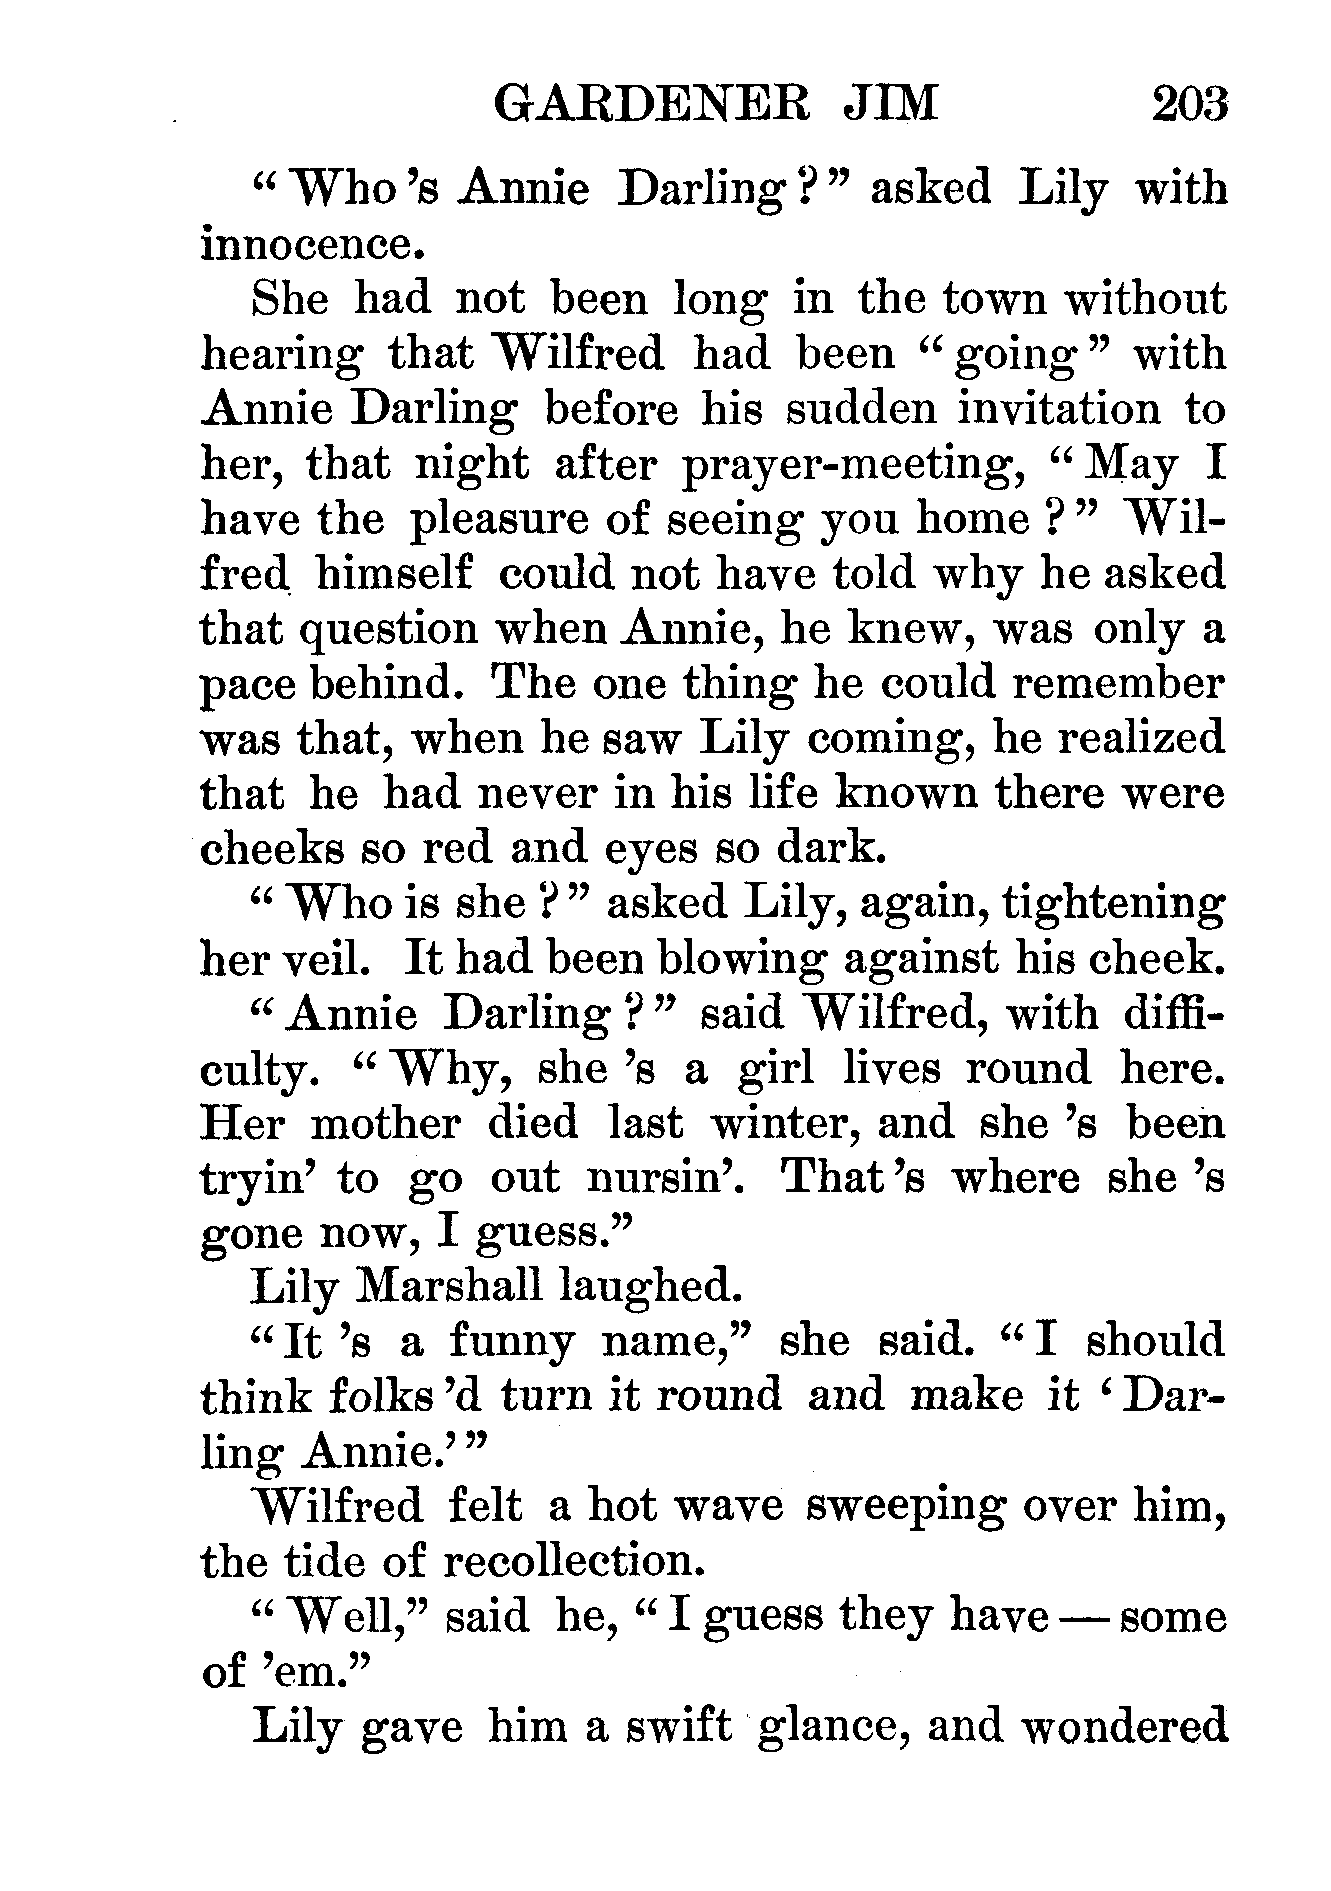 GARDENER JIM 203
“Who's Annie Darling?” asked Lily with
innocence.
She had not been long in the town without
hearing that Wilfred had been “going” with
Annie Darling before his sudden invitation to
her, that night after prayer-meeting, “May I
have the pleasure of seeing you home?” Wil-
fred himself could not have told why he asked
that question when Annie, he knew, was only a
pace behind. The one thing he could remember
was that, when he saw Lily coming, he realized
that he had never in his life known there were
cheeks so red and eyes so dark.
“Who is she?” asked Lily, again, tightening
her veil. It had been blowing against his cheek.
“Annie Darling?” said Wilfred, with diffi-
culty. “Why, she 's a girl lives round here.
Her mother died last winter, and she 's been
tryin' to go out nursin'. That's where she 's
gone now, I guess.”
Lily Marshall laughed.
“It 's a funny name,” she said. “I should
think folks'd turn it round and make it ‘Dar-
ling Annie.’”
Wilfred felt a hot wave sweeping over him,
the tide of recollection.
“Well,” said he, “I guess they have — some
of 'em.”
Lily gave him a swift glance, and wondered